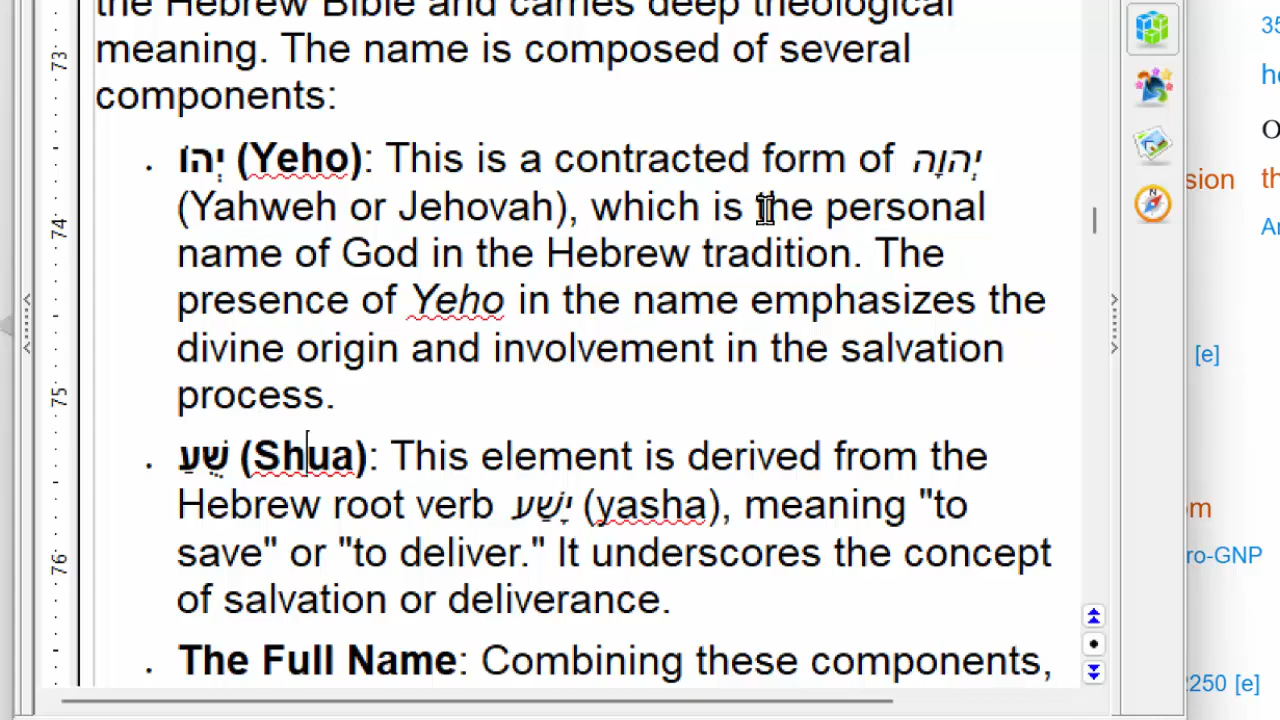 the Hebrew Bible and carries deep theological
meaning. The name is composed of several
components:
יְהוֹ (Yeho): This is a contracted form of יְהוָה
(Yahweh or Jehovah), which is the personal
name of God in the Hebrew tradition. The
presence of Yeho in the name emphasizes the
divine origin and involvement in the salvation
process.
שֻׁעַ (Shua): This element is derived from the
Hebrew root verb יָשַׁע (yasha), meaning "to
save" or "to deliver." It underscores the concept
of salvation or deliverance.
The Full Name: Combining these components,
73
74
75
76
N
35
sion
[e]
ro-GNP
2250 [e]